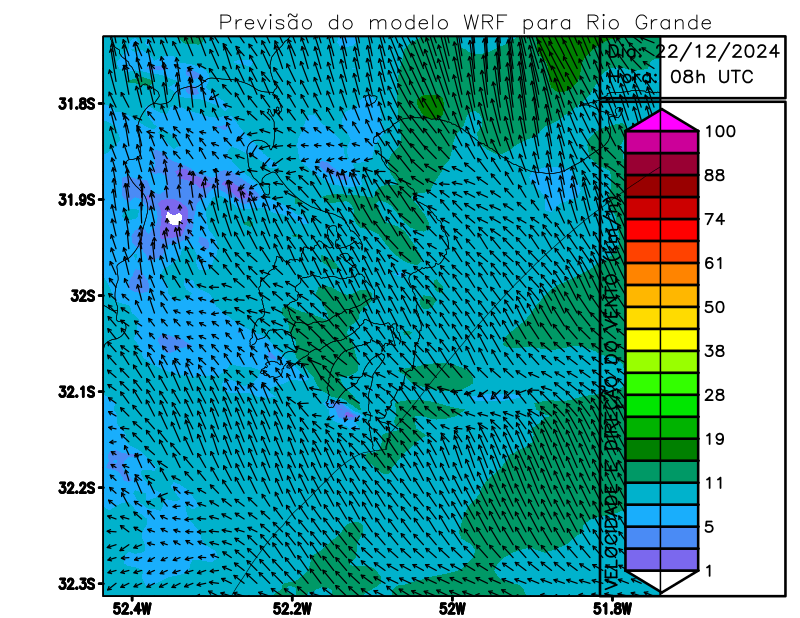 Previsão do modelo WRF para Rio Grande
Dia: 22/12/2024
Hora: 08h UTC
31.8S
31.9S
32S
32.1S
32.2S
32.3S
52.4W
52.2W
52W
51.8W
VELOCIDADE E DIREÇÃO DO VENTO (km/h)
100
88
74
61
50
38
28
19
11
5
1